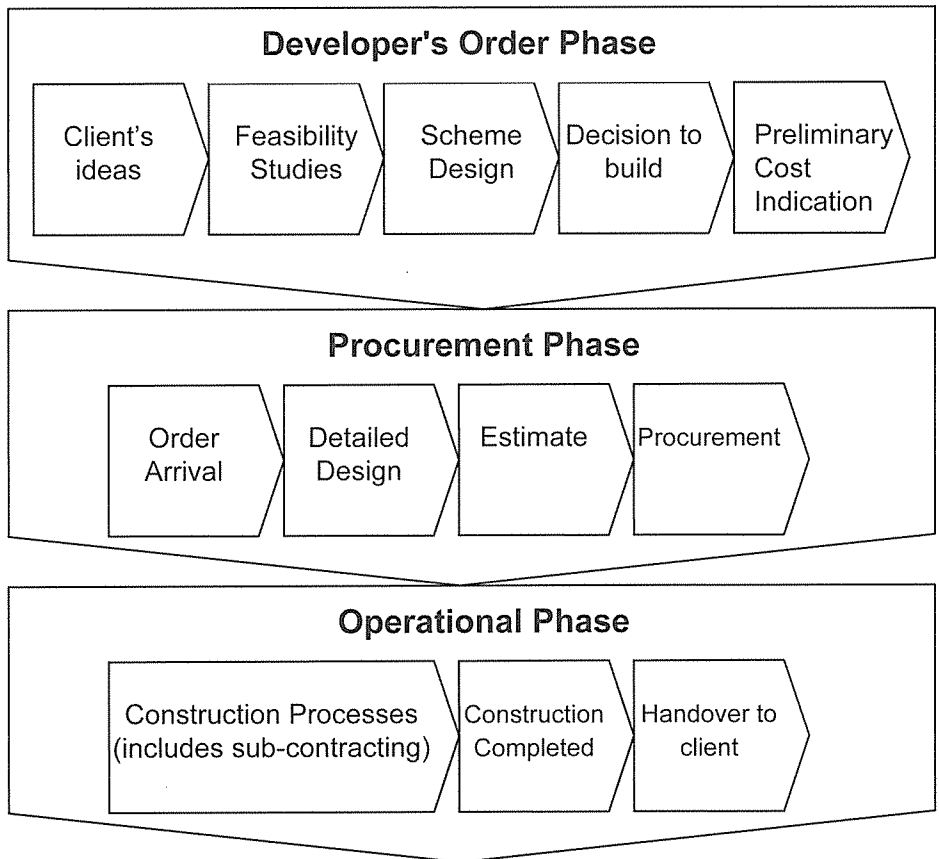 Developer's Order Phase
Client's
ideas
Feasibility
Studies
Scheme
Design
Decision to
build
Preliminary
Cost
Indication
Procurement Phase
Order
Arrival
Detailed
Design
Estimate
Procurement
Operational Phase
Construction Processes
(includes sub-contracting)
Construction
Completed
Handover to
client